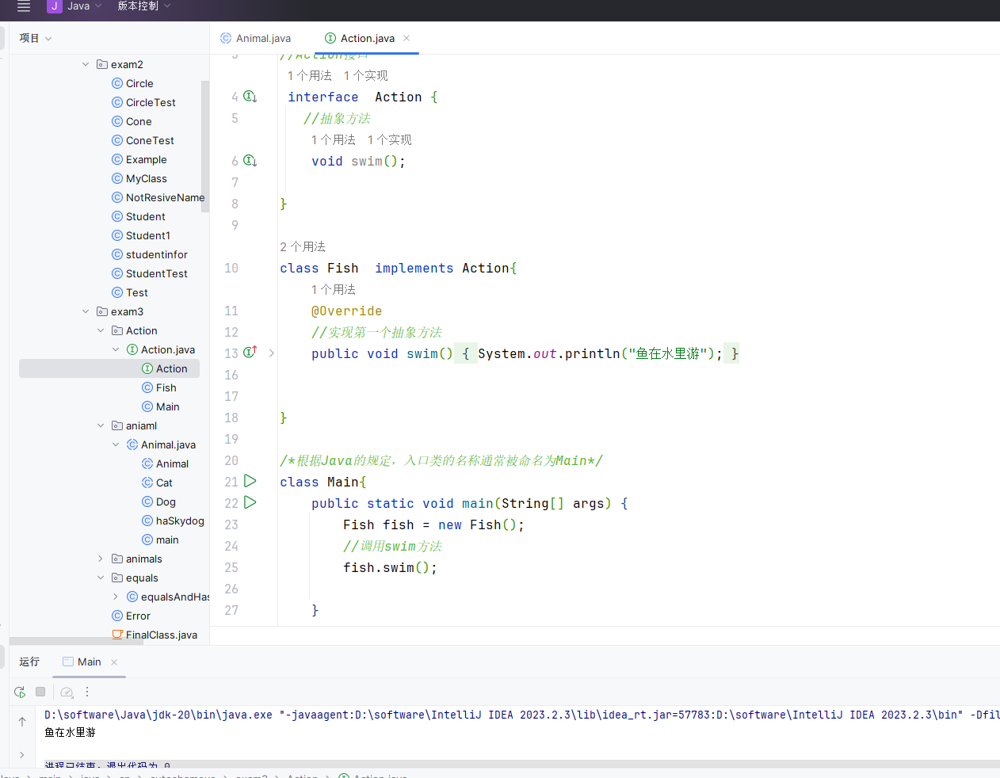 J Java 版本控制
项目
Animal.java Action.java
exam2
Circle
CircleTest
Cone
ConeTest
Example
MyClass
NotResiveName
Student
Student1
studentinfor
StudentTest
Test
exam3
Action
Action.java
Action
Fish
Main
aniaml
Animal.java
Animal
Cat
Dog
haSkydog
main
animals
equals
equalsAndHas
Error
FinalClass.java
3 //Action接口
1 个用法 1 个实现
4 interface Action {
5 //抽象方法
1 个用法 1 个实现
6 void swim();
7
8 }
9
2 个用法
10 class Fish implements Action{
1 个用法
11 @Override
12 //实现第一个抽象方法
13 public void swim() { System.out.println("鱼在水里游"); }
16
17
18 }
19
20 /*根据Java的规定，入口类的名称通常被命名为Main*/
21 class Main{
22 public static void main(String[] args) {
23 Fish fish = new Fish();
24 //调用swim方法
25 fish.swim();
26
27 }
运行 Main
D:\software\Java\jdk-20\bin\java.exe "-javaagent:D:\software\IntelliJ IDEA 2023.2.3\lib\idea_rt.jar=57783:D:\software\IntelliJ IDEA 2023.2.3\bin" -Dfil
鱼在水里游
进程已结束，退出代码为 0